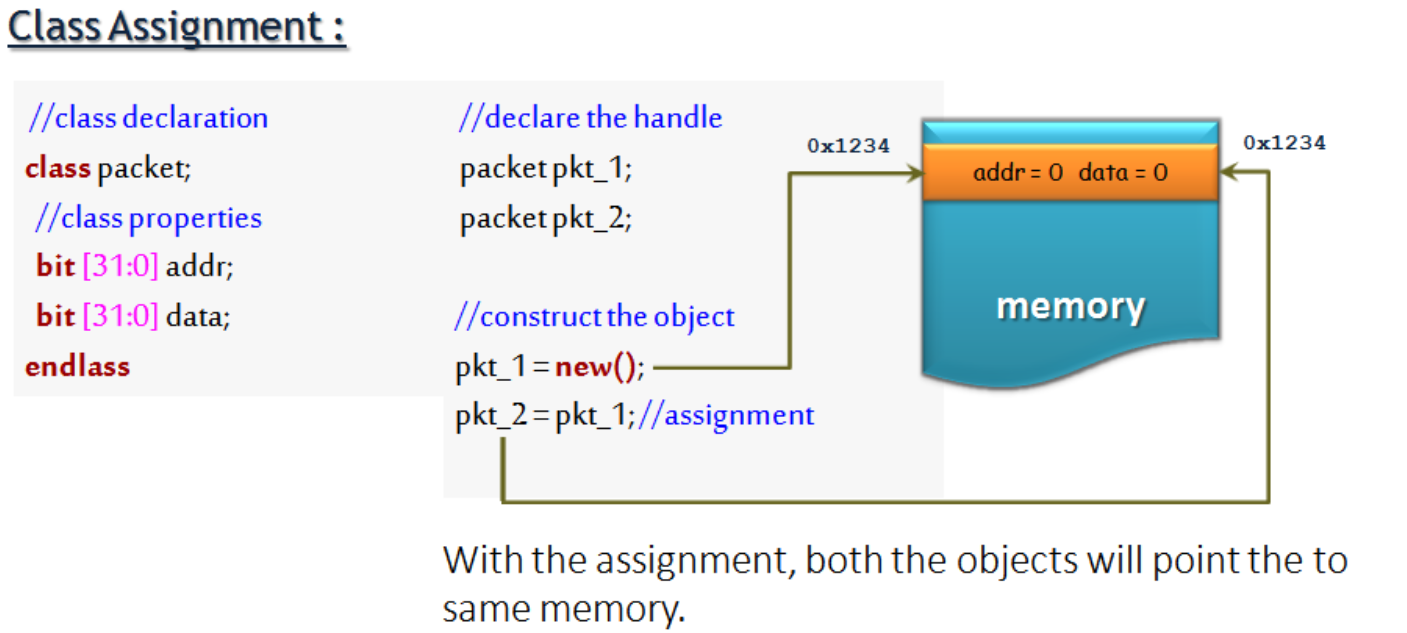 Class Assignment :
//class declaration
class packet;
//class properties
bit [31:0] addr;
bit [31:0] data;
endlass
//declare the handle
packet pkt_1;
packet pkt_2;
//construct the object
pkt_1 = new();
pkt_2 = pkt_1; //assignment
0x1234
addr = 0 data = 0
0x1234
memory
With the assignment, both the objects will point the to
same memory.